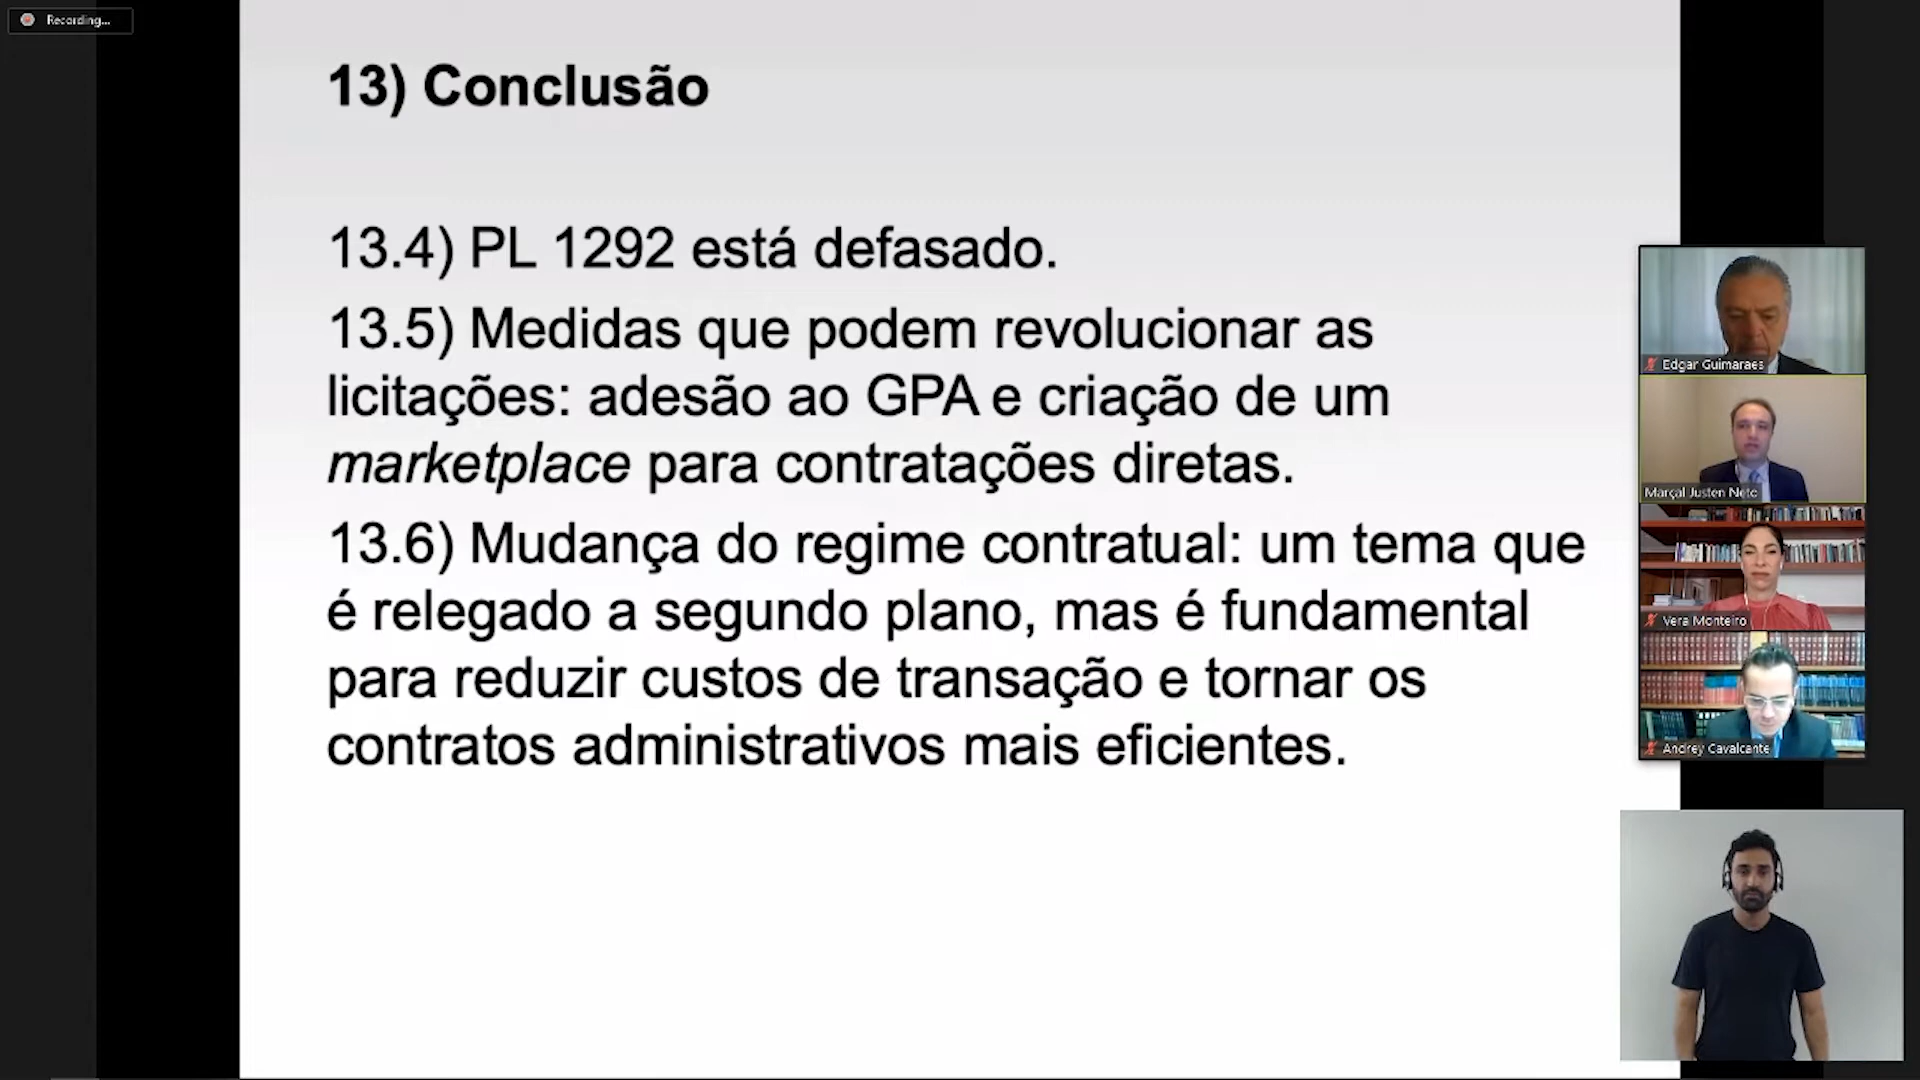 Recording...
13) Conclusão
13.4) PL 1292 está defasado.
13.5) Medidas que podem revolucionar as
licitações: adesão ao GPA e criação de um
marketplace para contratações diretas.
13.6) Mudança do regime contratual: um tema que
é relegado a segundo plano, mas é fundamental
para reduzir custos de transação e tornar os
contratos administrativos mais eficientes.
Edgar Guimaraes
Marçal Justen Neto
Vera Monteiro
Andrey Cavalcante